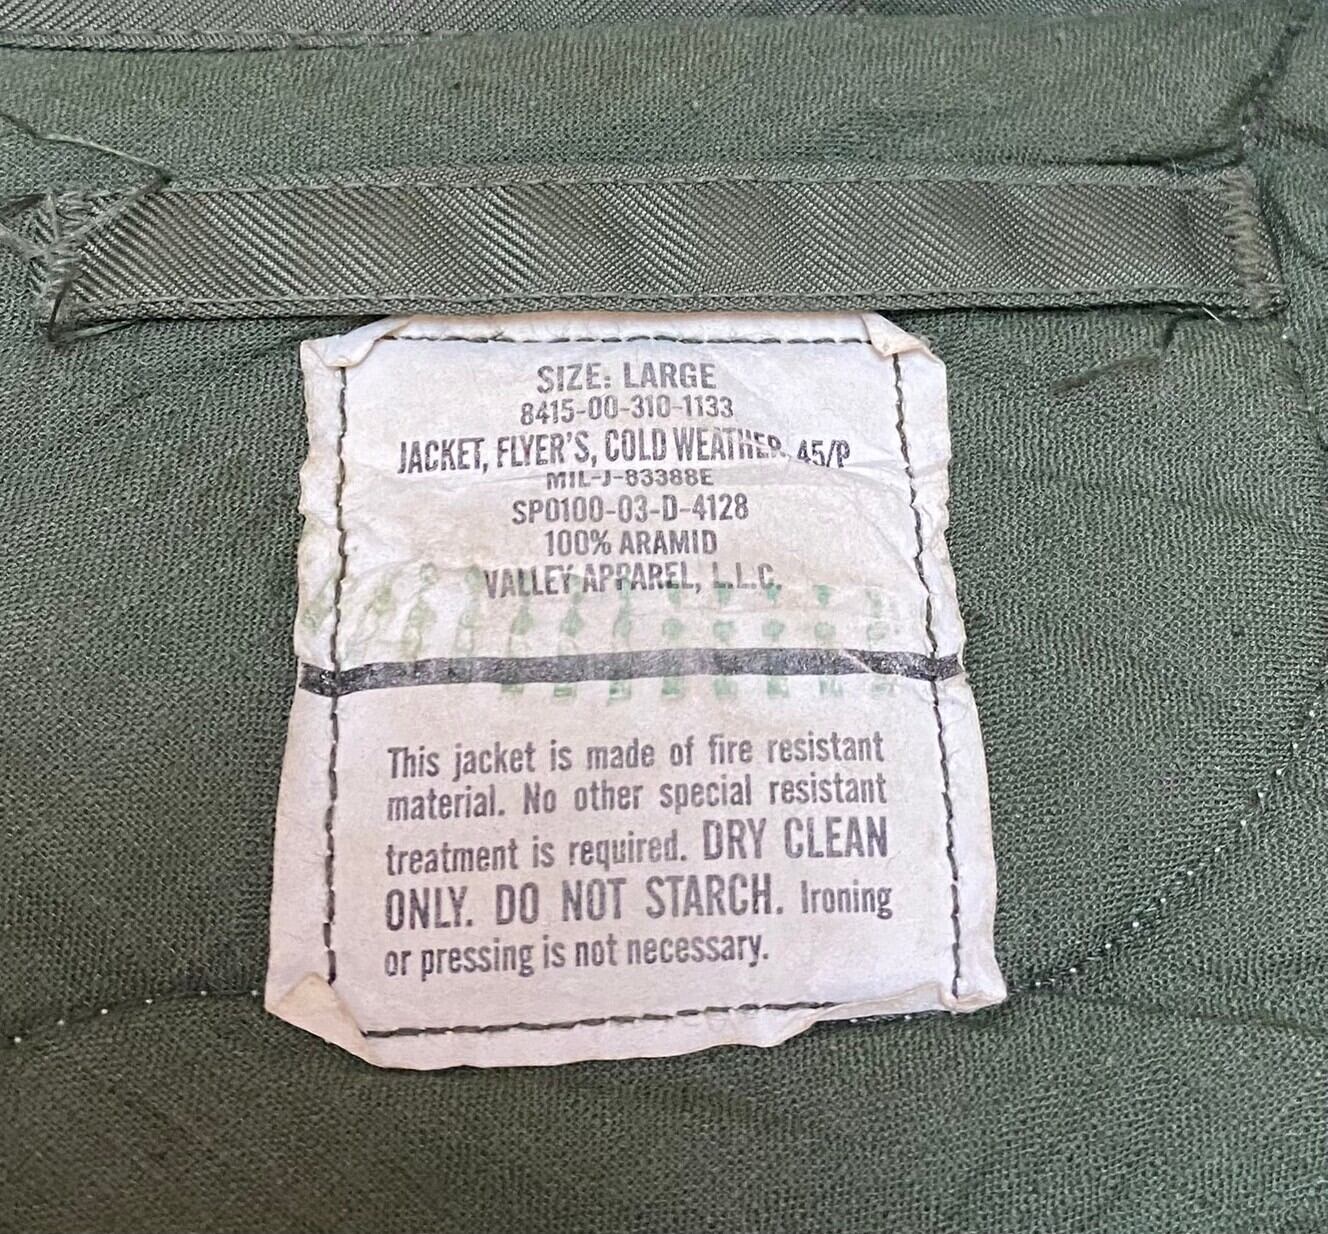 SIZE: LARGE
8415-00-310-1133
JACKET, FLYER'S, COLD WEATHER, 45/P
MIL-J-83388E
SP0100-03-D-4128
100% ARAMID
VALLEY APPAREL, L.L.C.
This jacket is made of fire resistant
material. No other special resistant
treatment is required. DRY CLEAN
ONLY. DO NOT STARCH. Ironing
or pressing is not necessary.